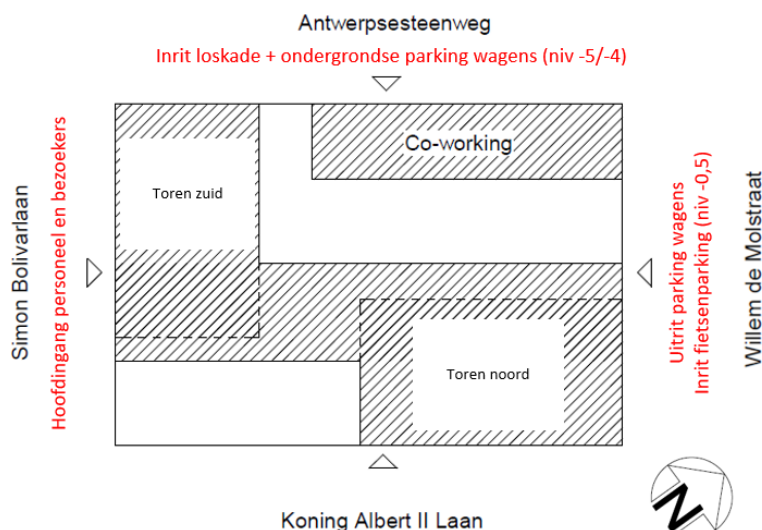 Antwerpsesteenweg
Inrit loskade + ondergrondse parking wagens (niv -5/-4)
Co-working
Toren zuid
Simon Bolivarlaan
Hoofdingang personeel en bezoekers
Uitrit parking wagens
Inrit fietsenparking (niv -0,5)
Willem de Molstraat
Toren noord
Koning Albert II Laan
N